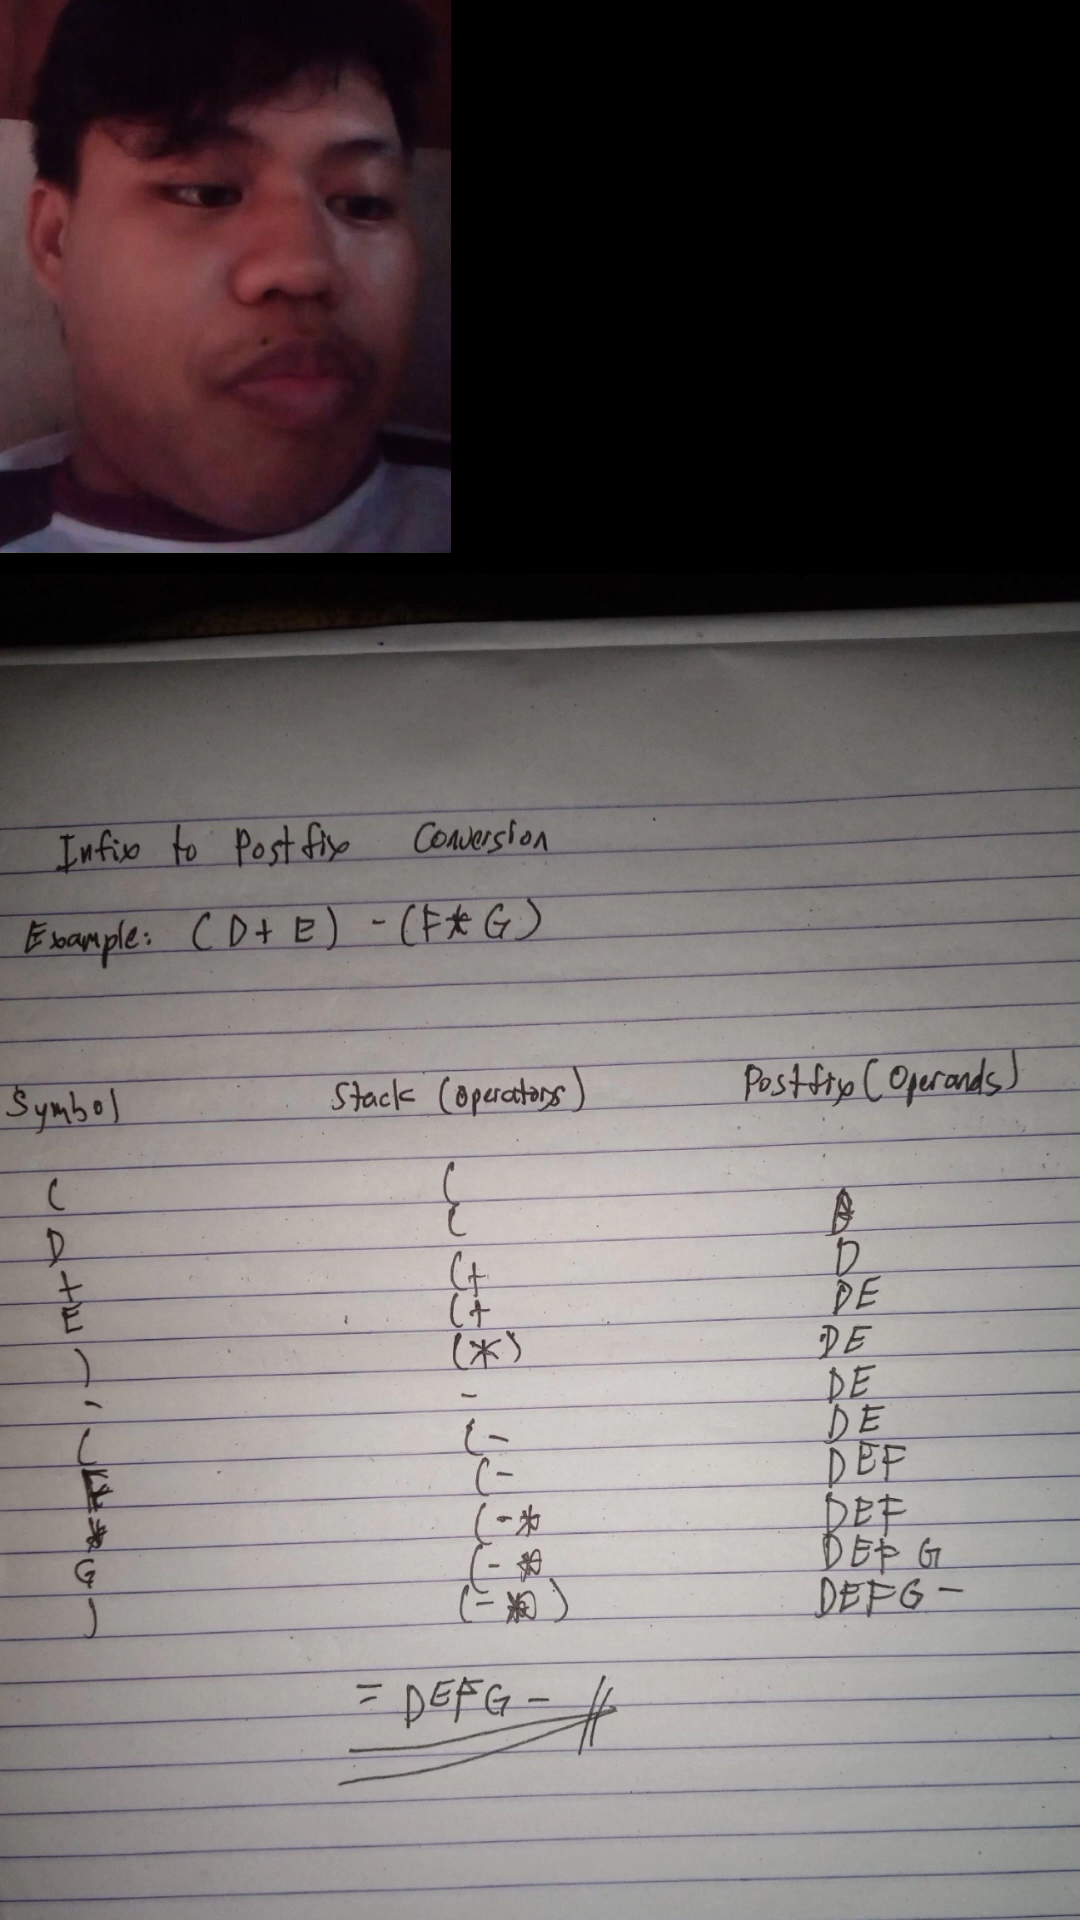 Infix to Postfix Conversion
Example: (D+E) - (F*G)
Symbol Stack (Operators) Postfix (Operands)
( (
D ( D
+ (+ D
E (+ DE
) (*) DE
- - DE
( (- DE
(- DEF
* (-* DEF
G (-* DEFG
) (-*) DEFG-
= DEFG - //